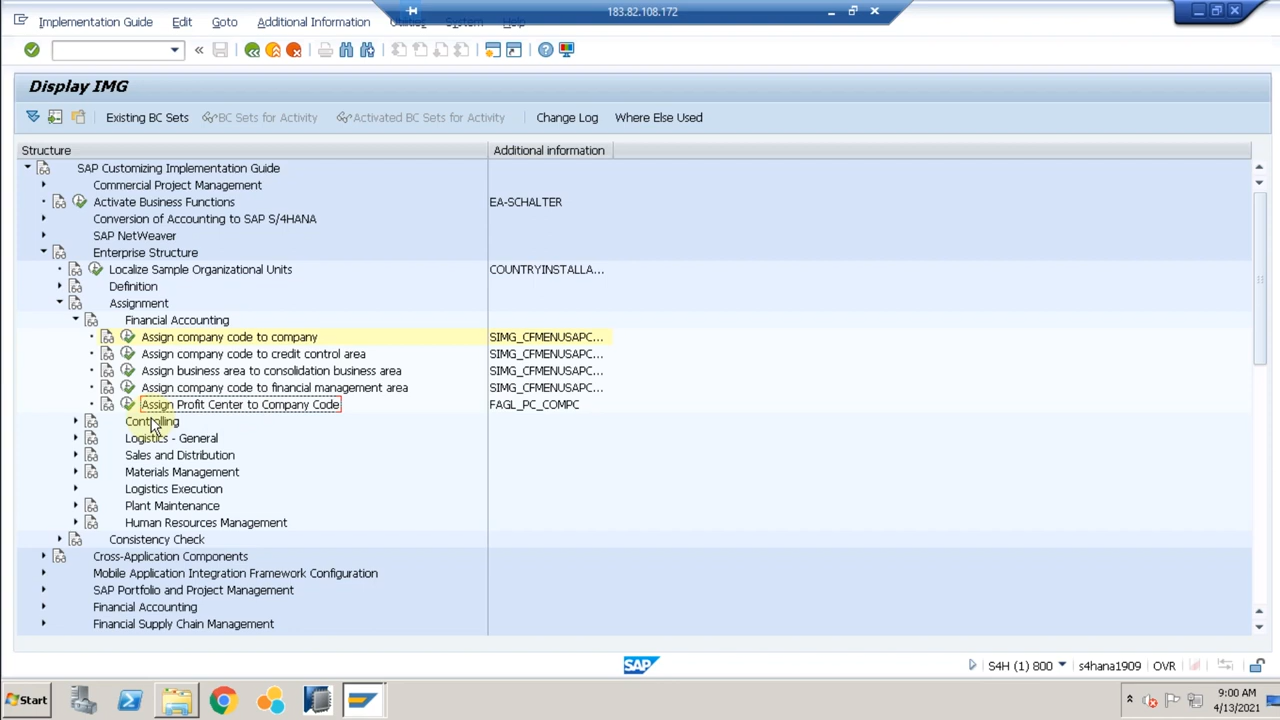 183.82.108.172
Implementation Guide Edit Goto Additional Information Utilities System Help
Display IMG
Existing BC Sets BC Sets for Activity Activated BC Sets for Activity Change Log Where Else Used
Structure Additional information
SAP Customizing Implementation Guide
Commercial Project Management
Activate Business Functions EA-SCHALTER
Conversion of Accounting to SAP S/4HANA
SAP NetWeaver
Enterprise Structure
Localize Sample Organizational Units COUNTRYINSTALLA...
Definition
Assignment
Financial Accounting
Assign company code to company SIMG_CFMENUSAPC...
Assign company code to credit control area SIMG_CFMENUSAPC...
Assign business area to consolidation business area SIMG_CFMENUSAPC...
Assign company code to financial management area SIMG_CFMENUSAPC...
Assign Profit Center to Company Code FAGL_PC_COMPC
Controlling
Logistics - General
Sales and Distribution
Materials Management
Logistics Execution
Plant Maintenance
Human Resources Management
Consistency Check
Cross-Application Components
Mobile Application Integration Framework Configuration
SAP Portfolio and Project Management
Financial Accounting
Financial Supply Chain Management
SAP S4H (1) 800 s4hana1909 OVR
Start 9:00 AM
4/13/2021